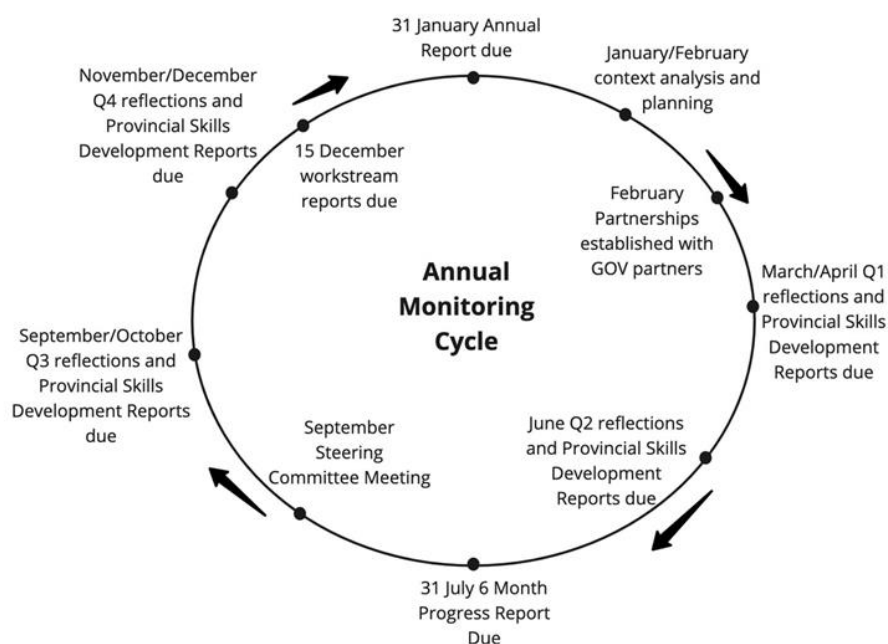 31 January Annual
Report due
January/February
context analysis and
planning
February
Partnerships
established with
GOV partners
March/April Q1
reflections and
Provincial Skills
Development
Reports due
June Q2 reflections
and Provincial Skills
Development
Reports due
31 July 6 Month
Progress Report
Due
September
Steering
Committee Meeting
September/October
Q3 reflections and
Provincial Skills
Development Reports
due
November/December
Q4 reflections and
Provincial Skills
Development Reports
due
15 December
workstream
reports due
Annual
Monitoring
Cycle